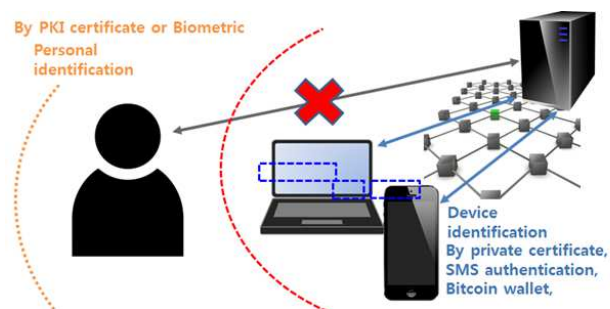 By PKI certificate or Biometric
Personal
identification
Device
identification
By private certificate,
SMS authentication,
Bitcoin wallet,